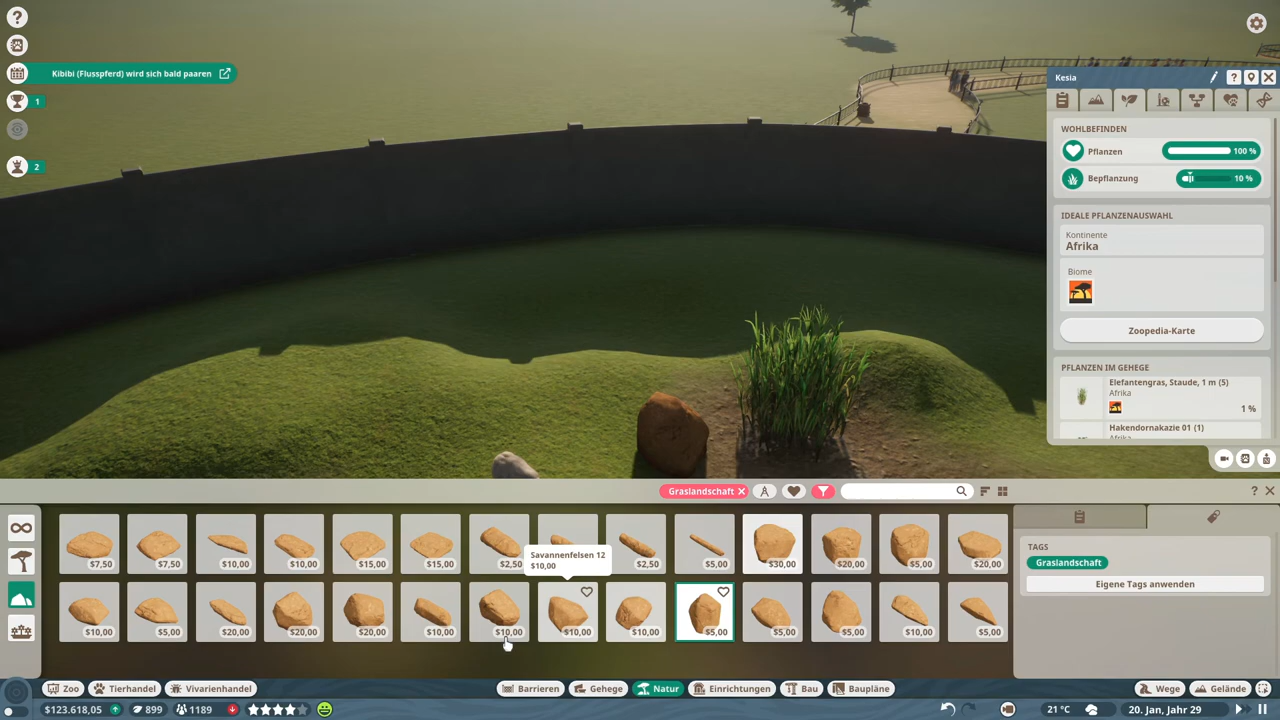 ?
Kibibi (Flusspferd) wird sich bald paaren
1
2
Kesia
?
WOHLBEFINDEN
Pflanzen
100 %
Bepflanzung
10 %
IDEALE PFLANZENAUSWAHL
Kontinente
Afrika
Biome
Zoopedia-Karte
PFLANZEN IM GEHEGE
Elefantengras, Staude, 1 m (5)
Afrika
1 %
Hakendornakazie 01 (1)
Graslandschaft
?
$7,50 $7,50 $10,00 $10,00 $15,00 $15,00 $2,50 $2,50 $5,00 $30,00 $20,00 $5,00 $20,00
Savannenfelsen 12
$10,00
$10,00 $5,00 $20,00 $20,00 $20,00 $10,00 $10,00 $10,00 $10,00 $5,00 $5,00 $5,00 $10,00 $5,00
TAGS
Graslandschaft
Eigene Tags anwenden
Zoo Tierhandel Vivarienhandel Barrieren Gehege Natur Einrichtungen Bau Baupläne Wege Gelände
$123.618,05 899 1189 21 °C 20. Jan, Jahr 29